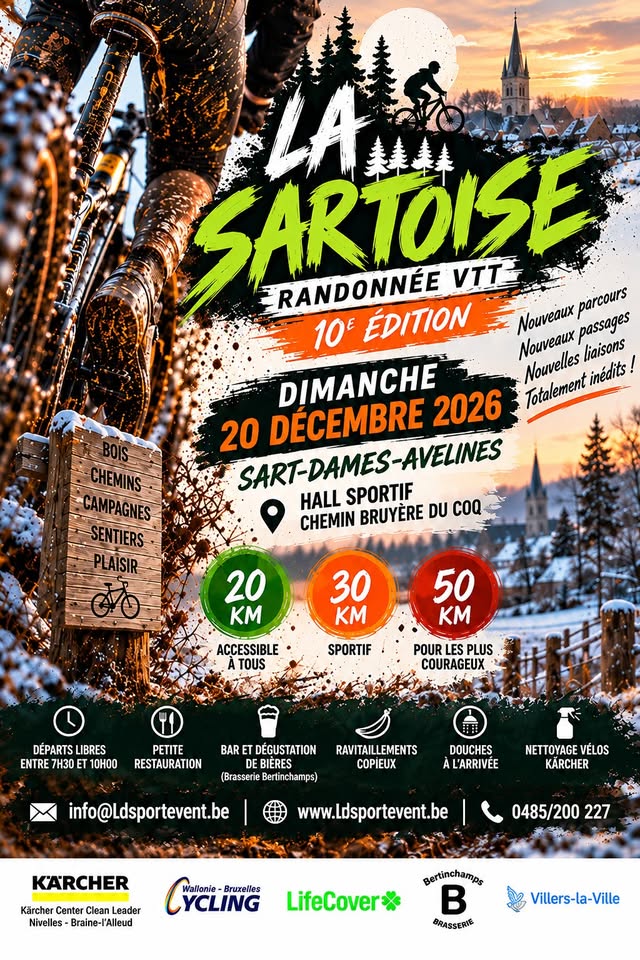 LA
SARTOISE
RANDONNÉE VTT
10E ÉDITION
Nouveaux parcours
Nouveaux passages
Nouvelles liaisons
Totalement inédits !
DIMANCHE
20 DÉCEMBRE 2026
SART-DAMES-AVELINES
HALL SPORTIF
CHEMIN BRUYÈRE DU COQ
BOIS
CHEMINS
CAMPAGNES
SENTIERS
PLAISIR
20
KM
ACCESSIBLE
À TOUS
30
KM
SPORTIF
50
KM
POUR LES PLUS
COURAGEUX
DÉPARTS LIBRES
ENTRE 7H30 ET 10H00
PETITE
RESTAURATION
BAR ET DÉGUSTATION
DE BIÈRES
(Brasserie Bertinchamps)
RAVITAILLEMENTS
COPIEUX
DOUCHES
À L'ARRIVÉE
NETTOYAGE VÉLOS
KÄRCHER
info@Ldsportevent.be
www.Ldsportevent.be
0485/200 227
KÄRCHER
Kärcher Center Clean Leader
Nivelles - Braine-l'Alleud
Wallonie - Bruxelles
CYCLING
LifeCover
Bertinchamps
B
BRASSERIE
Villers-la-Ville